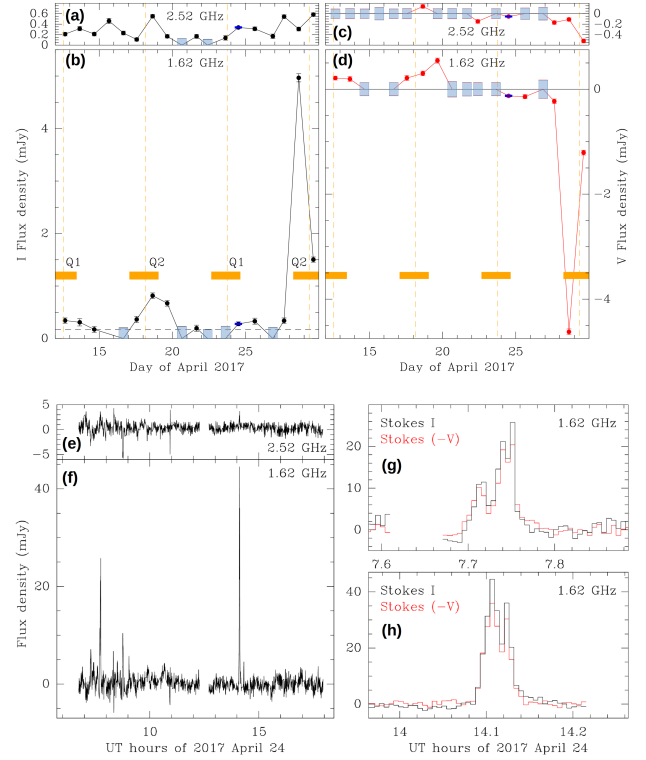 (a)
2.52 GHz
0.6
0.4
0.2
0
(c)
2.52 GHz
0
−0.2
−0.4
(b)
1.62 GHz
I Flux density (mJy)
4
2
0
Q1
Q2
Q1
Q2
15
20
25
Day of April 2017
(d)
1.62 GHz
V Flux density (mJy)
0
−2
−4
15
20
25
Day of April 2017
(e)
2.52 GHz
5
0
−5
(f)
1.62 GHz
Flux density (mJy)
40
20
0
10
15
UT hours of 2017 April 24
Stokes I
Stokes (−V)
1.62 GHz
(g)
20
10
0
7.6
7.7
7.8
Stokes I
Stokes (−V)
1.62 GHz
(h)
40
20
0
14
14.1
14.2
UT hours of 2017 April 24